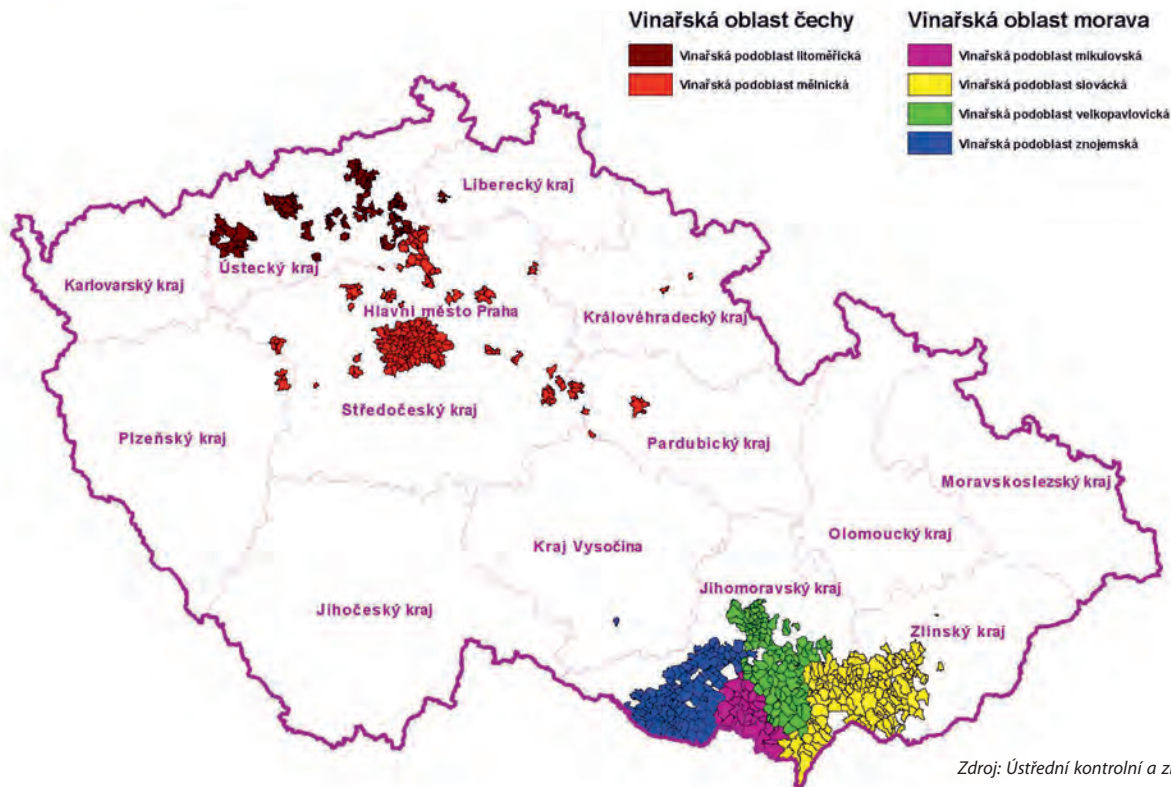 Vinařská oblast čechy
Vinařská podoblast litoměřická
Vinařská podoblast mělnická
Vinařská oblast morava
Vinařská podoblast mikulovská
Vinařská podoblast slovácká
Vinařská podoblast velkopavlovická
Vinařská podoblast znojemská
Liberecký kraj
Ústecký kraj
Karlovarský kraj
Hlavní město Praha
Královéhradecký kraj
Středočeský kraj
Plzeňský kraj
Pardubický kraj
Moravskoslezský kraj
Olomoucký kraj
Kraj Vysočina
Jihomoravský kraj
Jihočeský kraj
Zlínský kraj
Zdroj: Ústřední kontrolní a